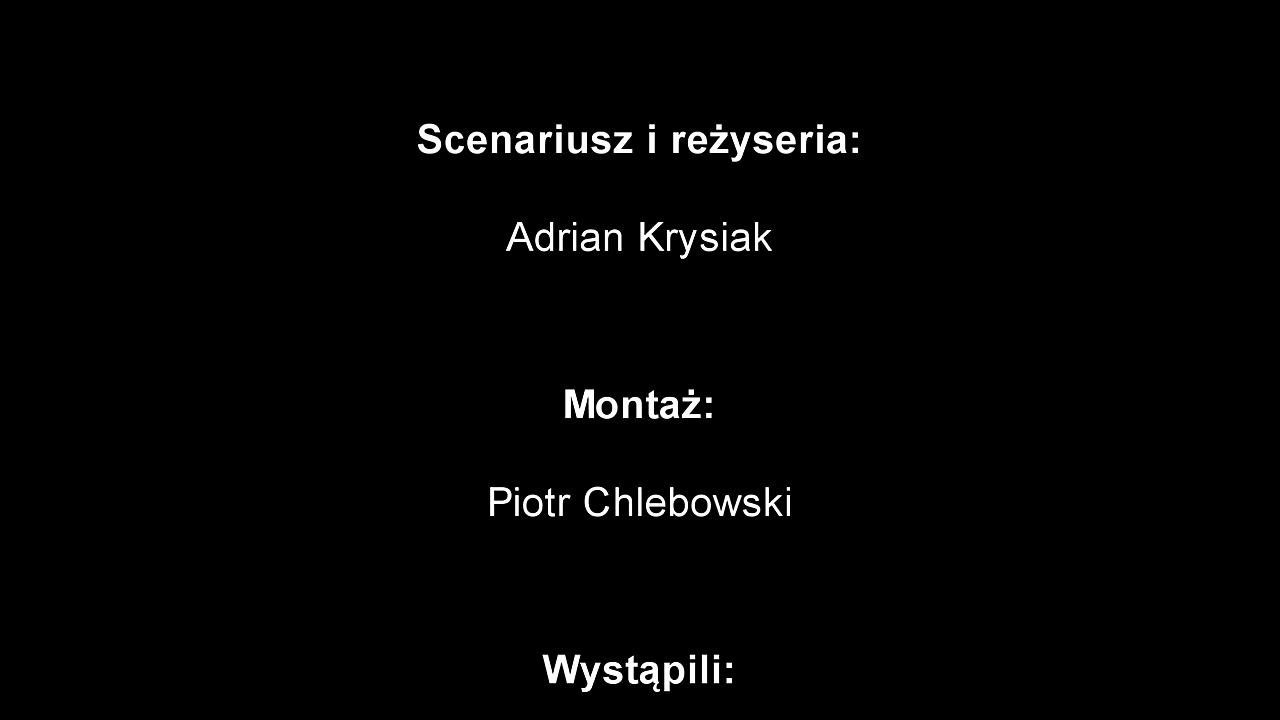 Scenariusz i reżyseria:
Adrian Krysiak
Montaż:
Piotr Chlebowski
Wystąpili: